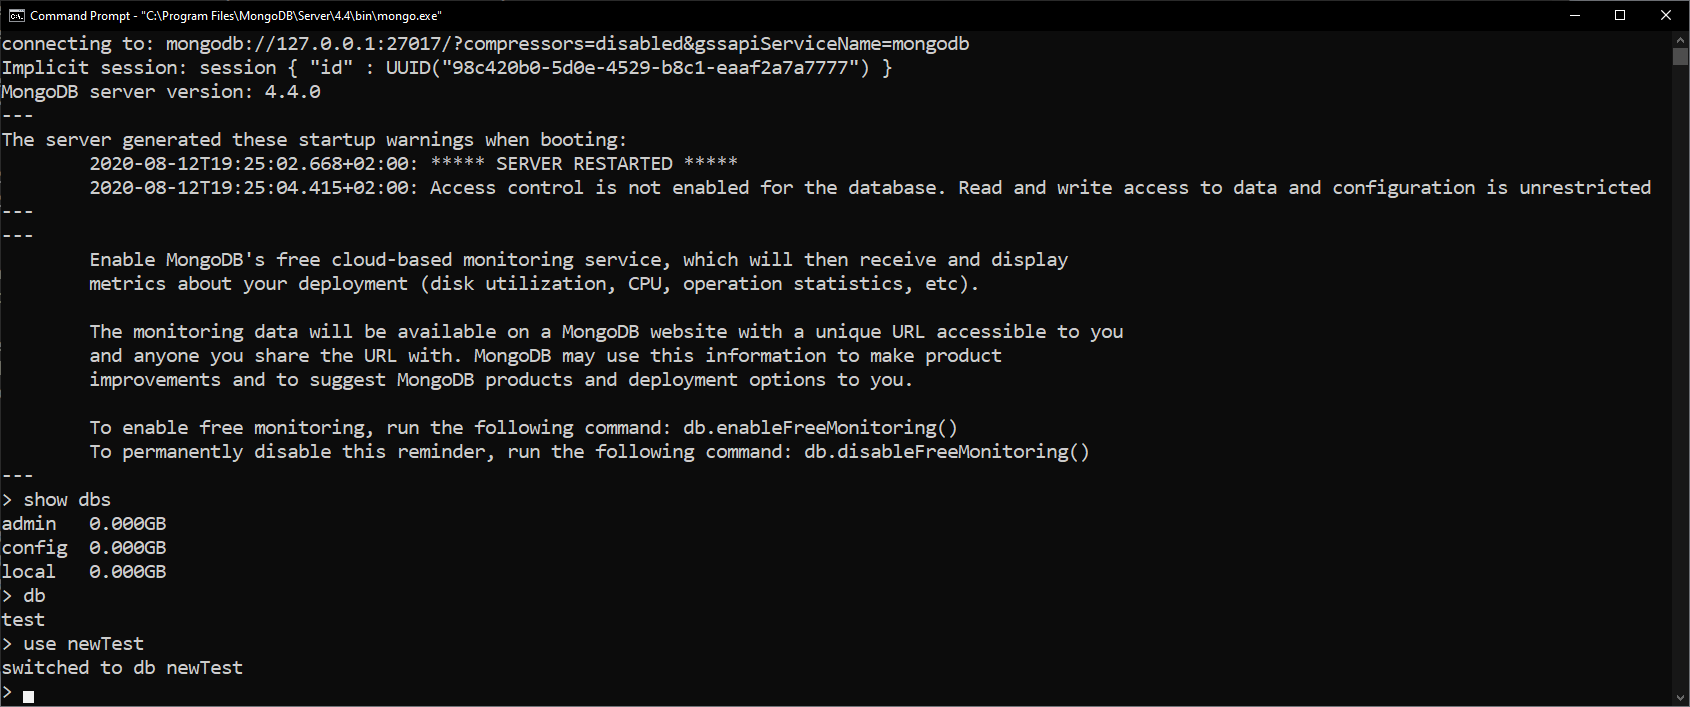 Command Prompt - "C:\Program Files\MongoDB\Server\4.4\bin\mongo.exe"
connecting to: mongodb://127.0.0.1:27017/?compressors=disabled&gssapiServiceName=mongodb
Implicit session: session { "id" : UUID("98c420b0-5d0e-4529-b8c1-eaaf2a7a7777") }
MongoDB server version: 4.4.0
---
The server generated these startup warnings when booting:
        2020-08-12T19:25:02.668+02:00: ***** SERVER RESTARTED *****
        2020-08-12T19:25:04.415+02:00: Access control is not enabled for the database. Read and write access to data and configuration is unrestricted
---
---
        Enable MongoDB's free cloud-based monitoring service, which will then receive and display
        metrics about your deployment (disk utilization, CPU, operation statistics, etc).

        The monitoring data will be available on a MongoDB website with a unique URL accessible to you
        and anyone you share the URL with. MongoDB may use this information to make product
        improvements and to suggest MongoDB products and deployment options to you.

        To enable free monitoring, run the following command: db.enableFreeMonitoring()
        To permanently disable this reminder, run the following command: db.disableFreeMonitoring()
---
> show dbs
admin   0.000GB
config  0.000GB
local   0.000GB
> db
test
> use newTest
switched to db newTest
>